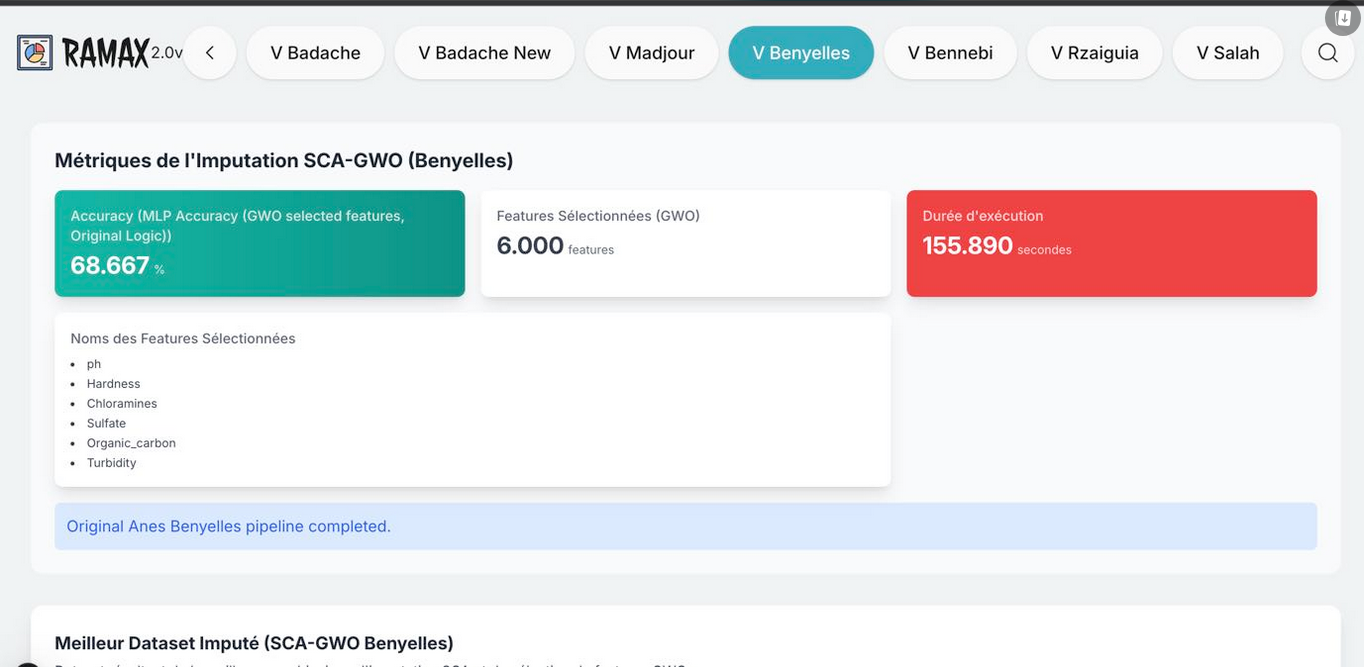 RAMAX 2.0v
V Badache
V Badache New
V Madjour
V Benyelles
V Bennebi
V Rzaiguia
V Salah
Métriques de l'Imputation SCA-GWO (Benyelles)
Accuracy (MLP Accuracy (GWO selected features,
Original Logic))
68.667 %
Features Sélectionnées (GWO)
6.000 features
Durée d'exécution
155.890 secondes
Noms des Features Sélectionnées
• ph
• Hardness
• Chloramines
• Sulfate
• Organic_carbon
• Turbidity
Original Anes Benyelles pipeline completed.
Meilleur Dataset Imputé (SCA-GWO Benyelles)